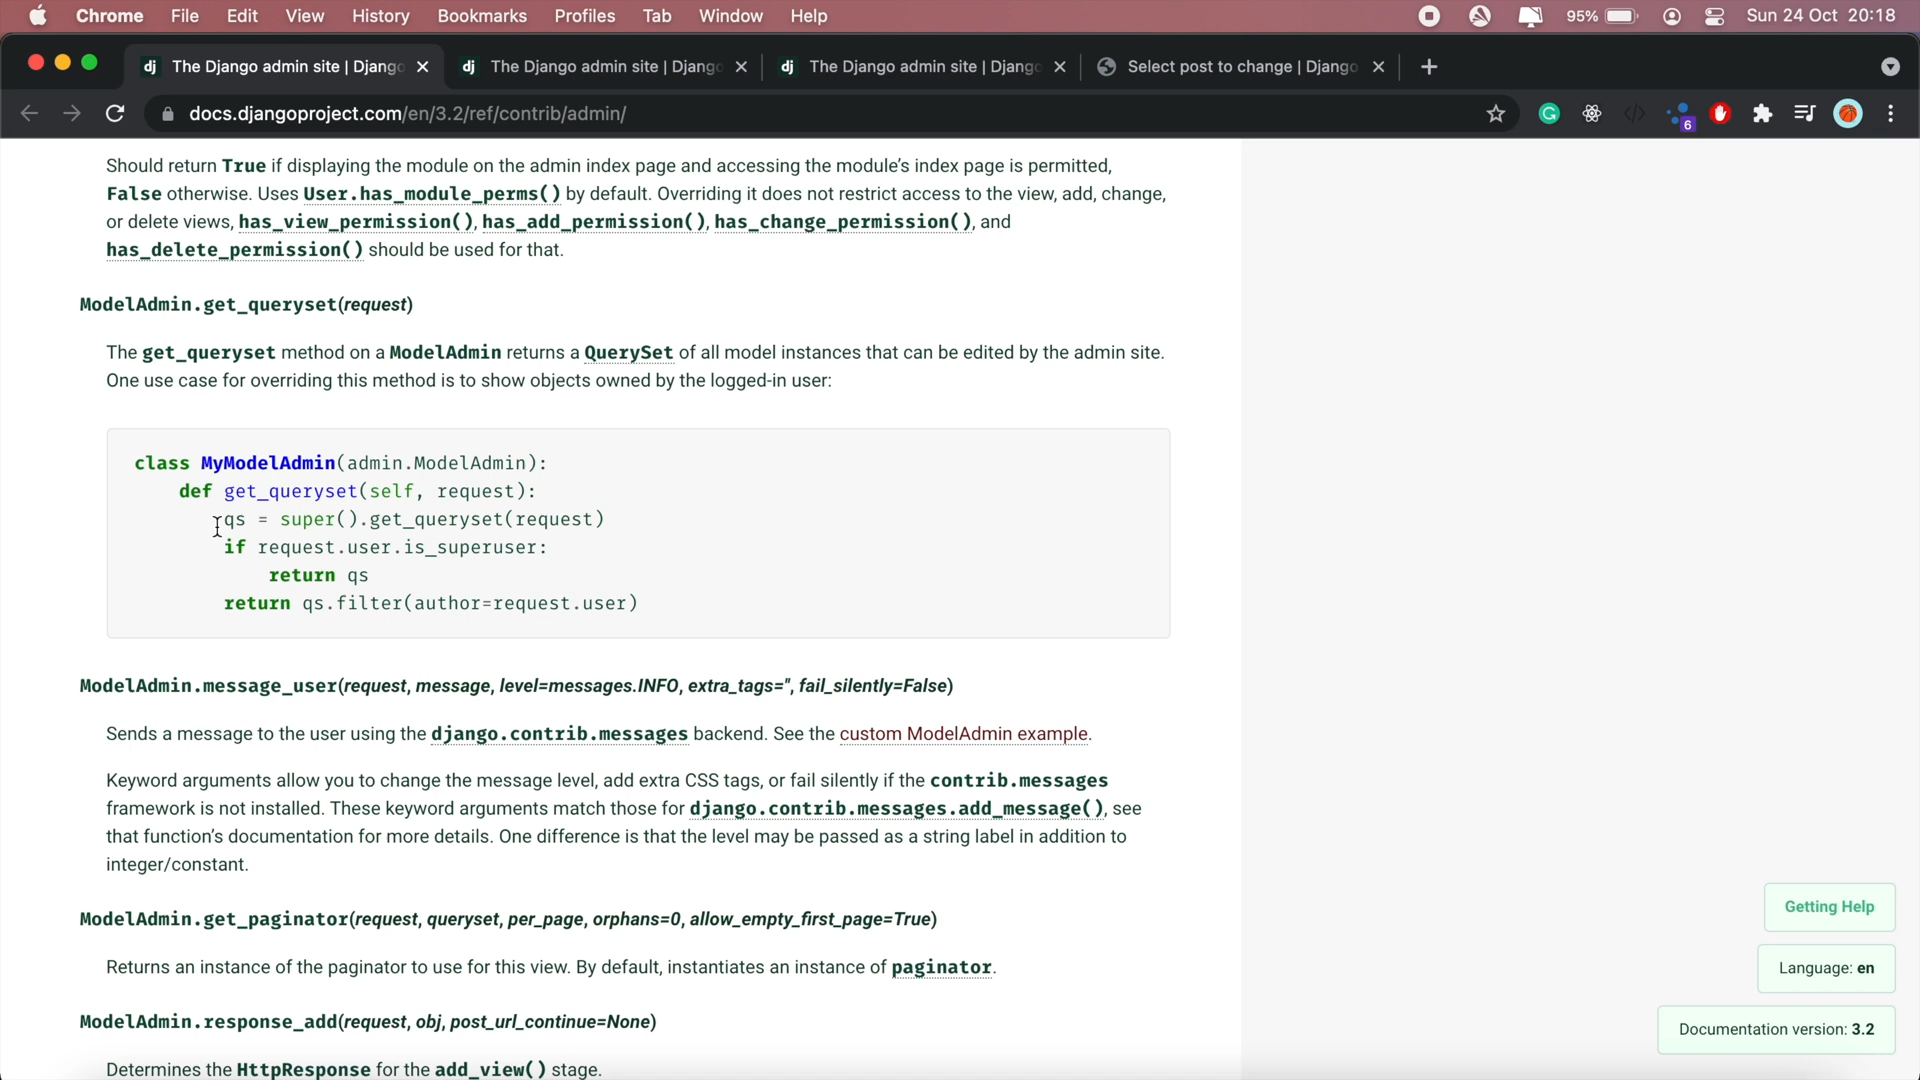 Chrome File Edit View History Bookmarks Profiles Tab Window Help 95% Sun 24 Oct 20:18
dj The Django admin site | Django dj The Django admin site | Django dj The Django admin site | Django Select post to change | Django
docs.djangoproject.com/en/3.2/ref/contrib/admin/ 6
Should return True if displaying the module on the admin index page and accessing the module's index page is permitted,
False otherwise. Uses User.has_module_perms() by default. Overriding it does not restrict access to the view, add, change,
or delete views, has_view_permission(), has_add_permission(), has_change_permission(), and
has_delete_permission() should be used for that.
ModelAdmin.get_queryset(request)
The get_queryset method on a ModelAdmin returns a QuerySet of all model instances that can be edited by the admin site.
One use case for overriding this method is to show objects owned by the logged-in user:
class MyModelAdmin(admin.ModelAdmin):
def get_queryset(self, request):
qs = super().get_queryset(request)
if request.user.is_superuser:
return qs
return qs.filter(author=request.user)
ModelAdmin.message_user(request, message, level=messages.INFO, extra_tags='', fail_silently=False)
Sends a message to the user using the django.contrib.messages backend. See the custom ModelAdmin example.
Keyword arguments allow you to change the message level, add extra CSS tags, or fail silently if the contrib.messages
framework is not installed. These keyword arguments match those for django.contrib.messages.add_message(), see
that function's documentation for more details. One difference is that the level may be passed as a string label in addition to
integer/constant.
ModelAdmin.get_paginator(request, queryset, per_page, orphans=0, allow_empty_first_page=True)
Returns an instance of the paginator to use for this view. By default, instantiates an instance of paginator.
ModelAdmin.response_add(request, obj, post_url_continue=None)
Determines the HttpResponse for the add_view() stage.
Getting Help
Language: en
Documentation version: 3.2